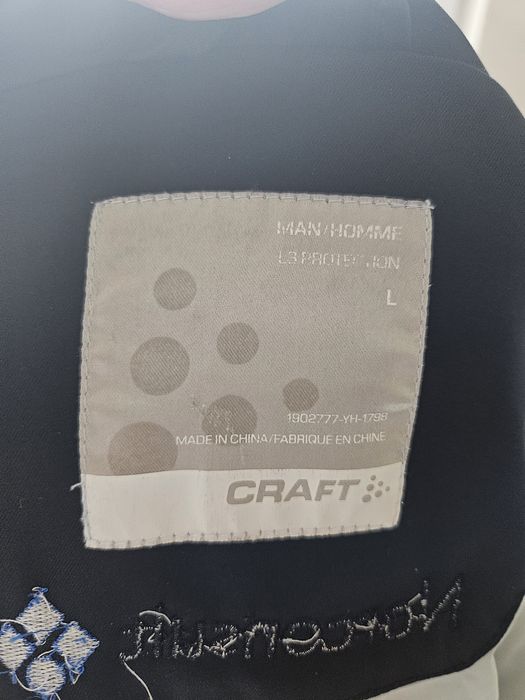 MAN/HOMME
L3 PROTECTION
L
1902777-YH-1798
MADE IN CHINA/FABRIQUE EN CHINE
CRAFT